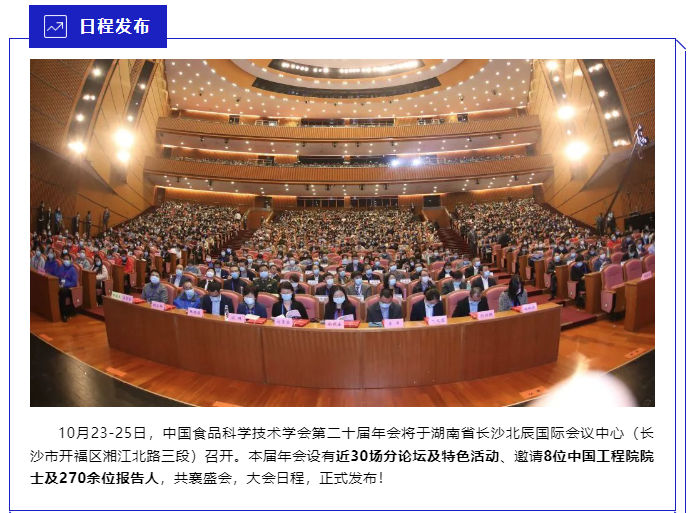 日程发布
10月23-25日，中国食品科学技术学会第二十届年会将于湖南省长沙北辰国际会议中心（长
沙市开福区湘江北路三段）召开。本届年会设有近30场分论坛及特色活动、邀请8位中国工程院院
士及270余位报告人，共襄盛会，大会日程，正式发布！